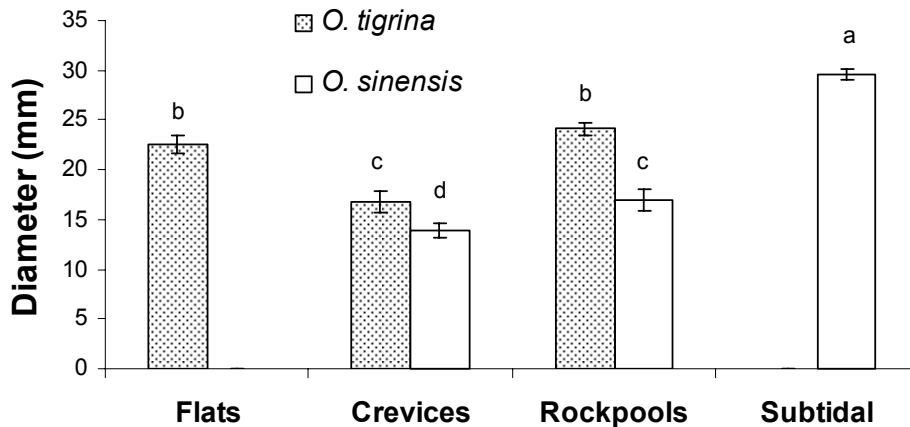 35
30
25
20
15
10
5
0
Diameter (mm)
O. tigrina
O. sinensis
b
c
d
b
c
a
Flats Crevices Rockpools Subtidal